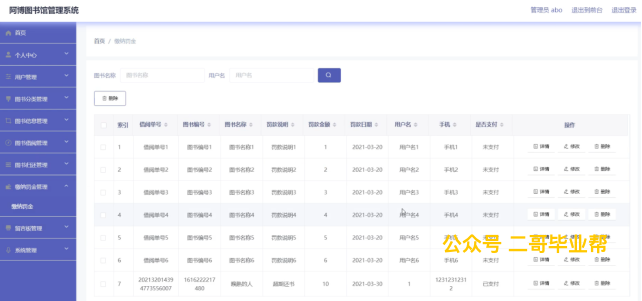 阿博图书馆管理系统
管理员 abo 退出到前台 退出登录
首页
个人中心
用户管理
图书分类管理
图书信息管理
图书借阅管理
图书归还管理
缴纳罚金管理
缴纳罚金
留言板管理
系统管理
首页 / 缴纳罚金
图书名称 图书名称 用户名 用户名
删除
索引 借阅单号 图书编号 图书名称 罚款说明 罚款金额 罚款日期 用户名 手机 是否支付 操作
1 借阅单号1 图书编号1 图书名称1 罚款说明1 1 2021-03-20 用户名1 手机1 未支付 详情 修改 删除
2 借阅单号2 图书编号2 图书名称2 罚款说明2 2 2021-03-20 用户名2 手机2 未支付 详情 修改 删除
3 借阅单号3 图书编号3 图书名称3 罚款说明3 3 2021-03-20 用户名3 手机3 未支付 详情 修改 删除
4 借阅单号4 图书编号4 图书名称4 罚款说明4 4 2021-03-20 用户名4 手机4 未支付 详情 修改 删除
5 借阅单号5 图书编号5 图书名称5 罚款说明5 5 2021-03-20 用户名5 手机5 未支付 详情 修改 删除
6 借阅单号6 图书编号6 图书名称6 罚款说明6 6 2021-03-20 用户名6 手机6 未支付 详情 修改 删除
7 202132014394773556007 1616222217400 晚熟的人 超期还书 10 2021-03-30 1 12312312312 已支付 详情 修改 删除
公众号 二哥毕业帮